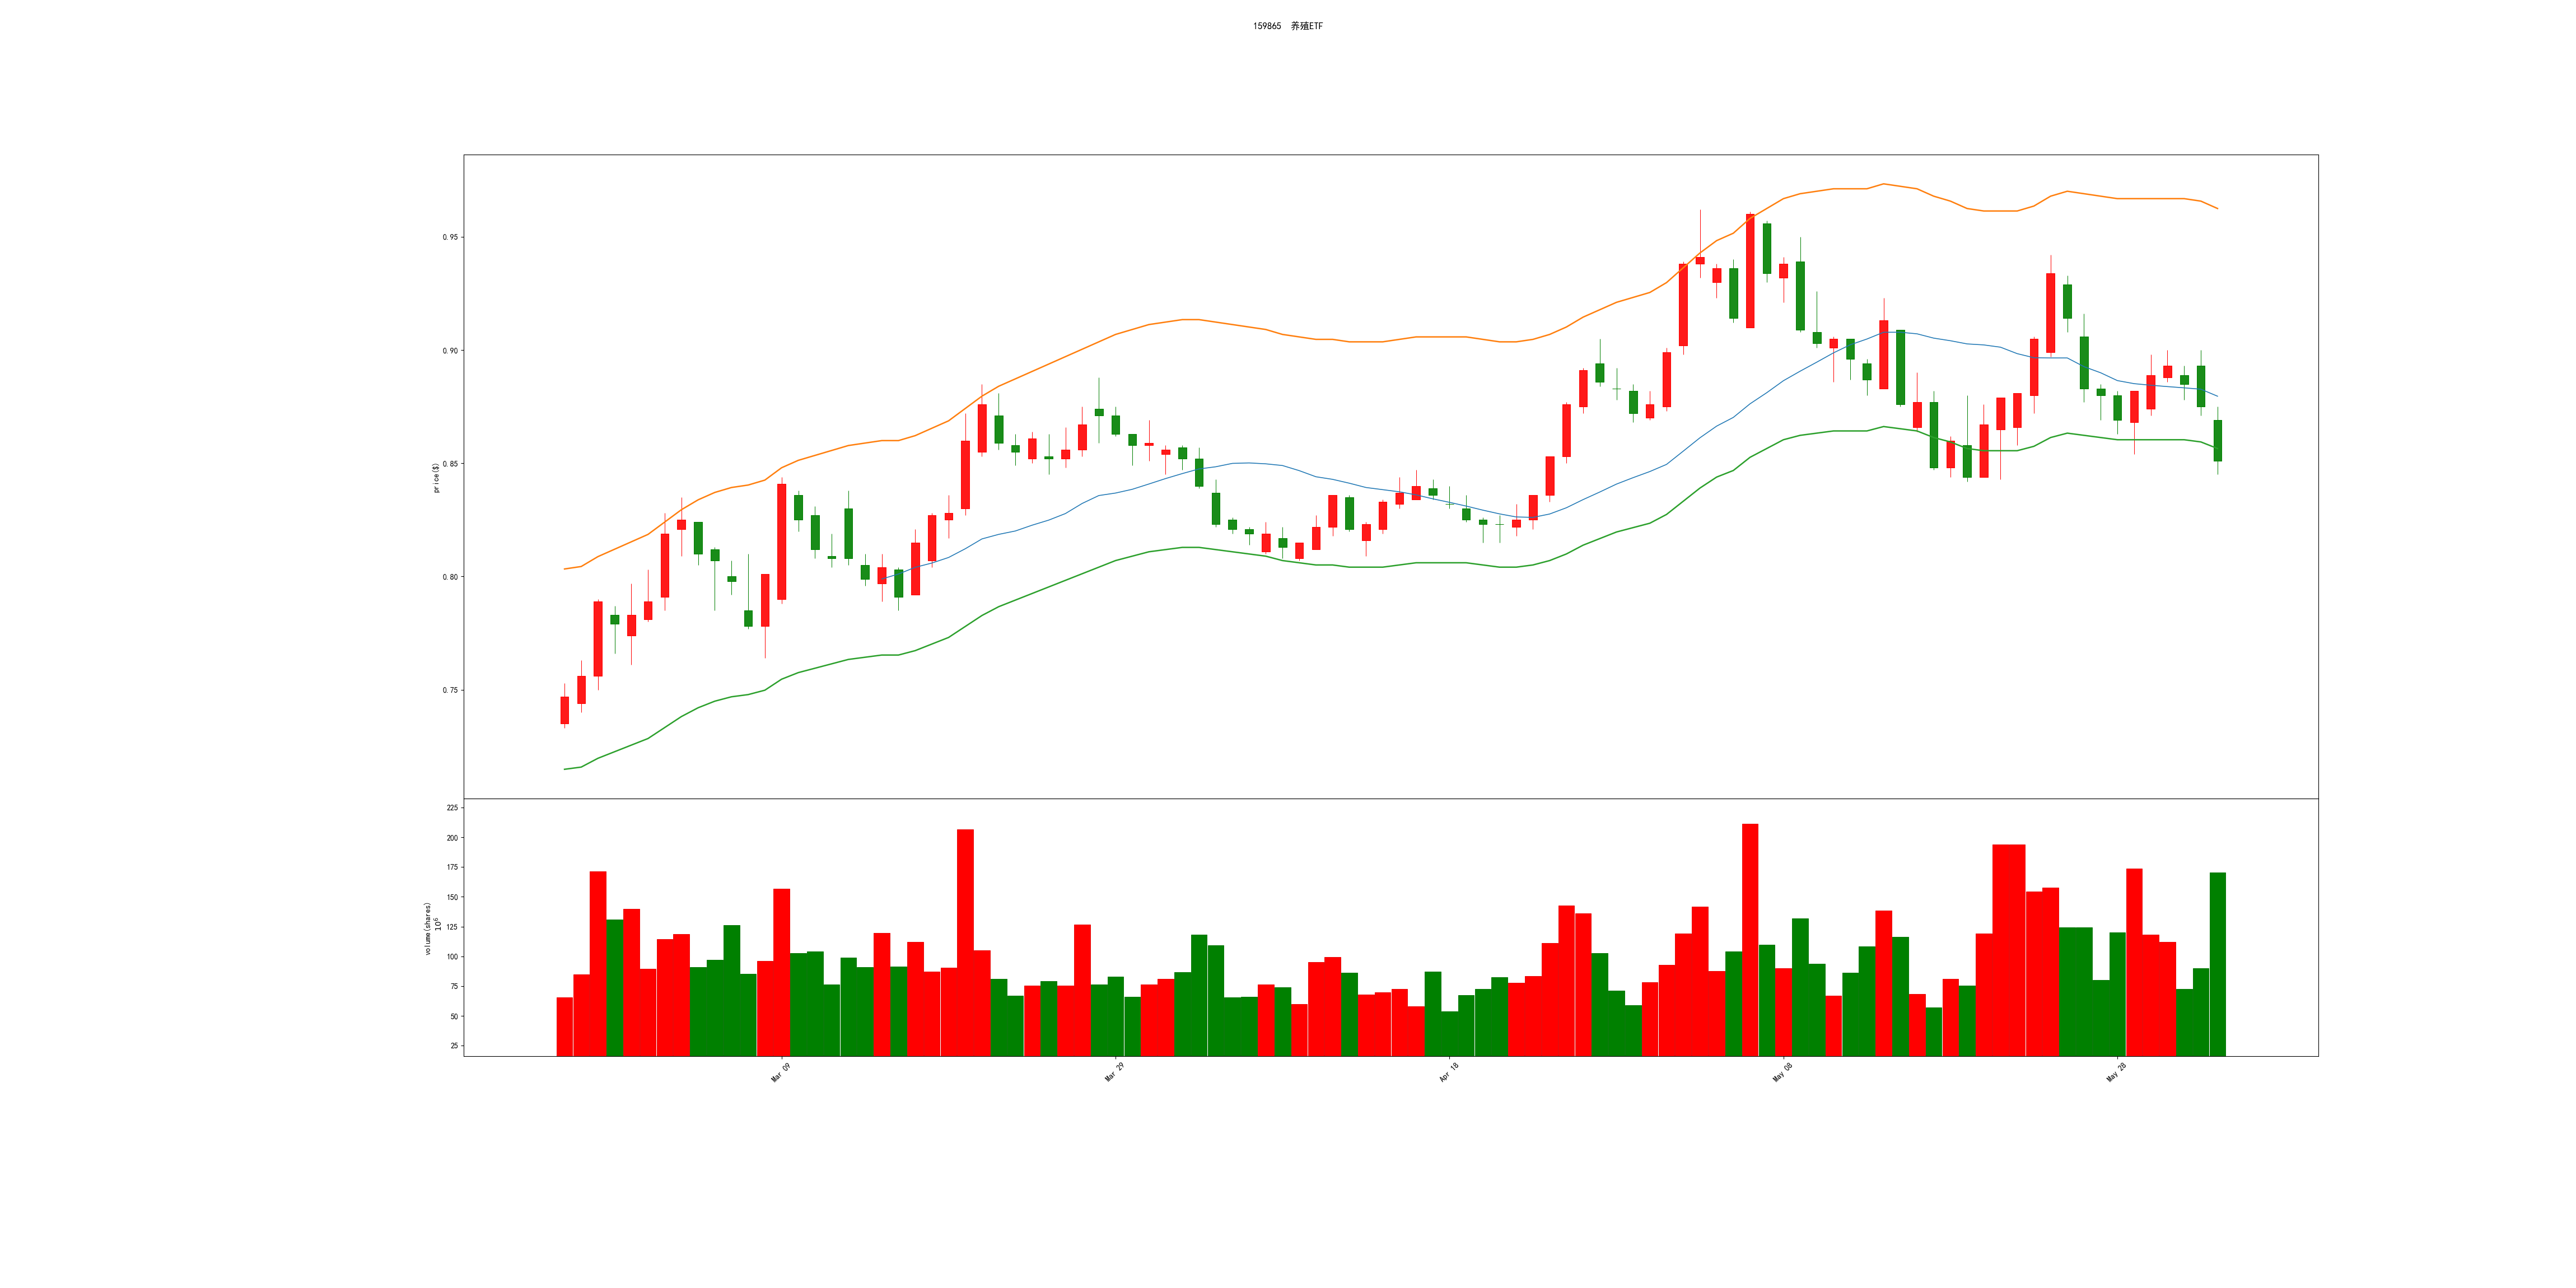 159865 养殖ETF
0.95
0.90
0.85
0.80
0.75
price($)
225
200
175
150
125
100
75
50
25
volume(shares)
10^6
Mar 09
Mar 29
Apr 18
May 08
May 28